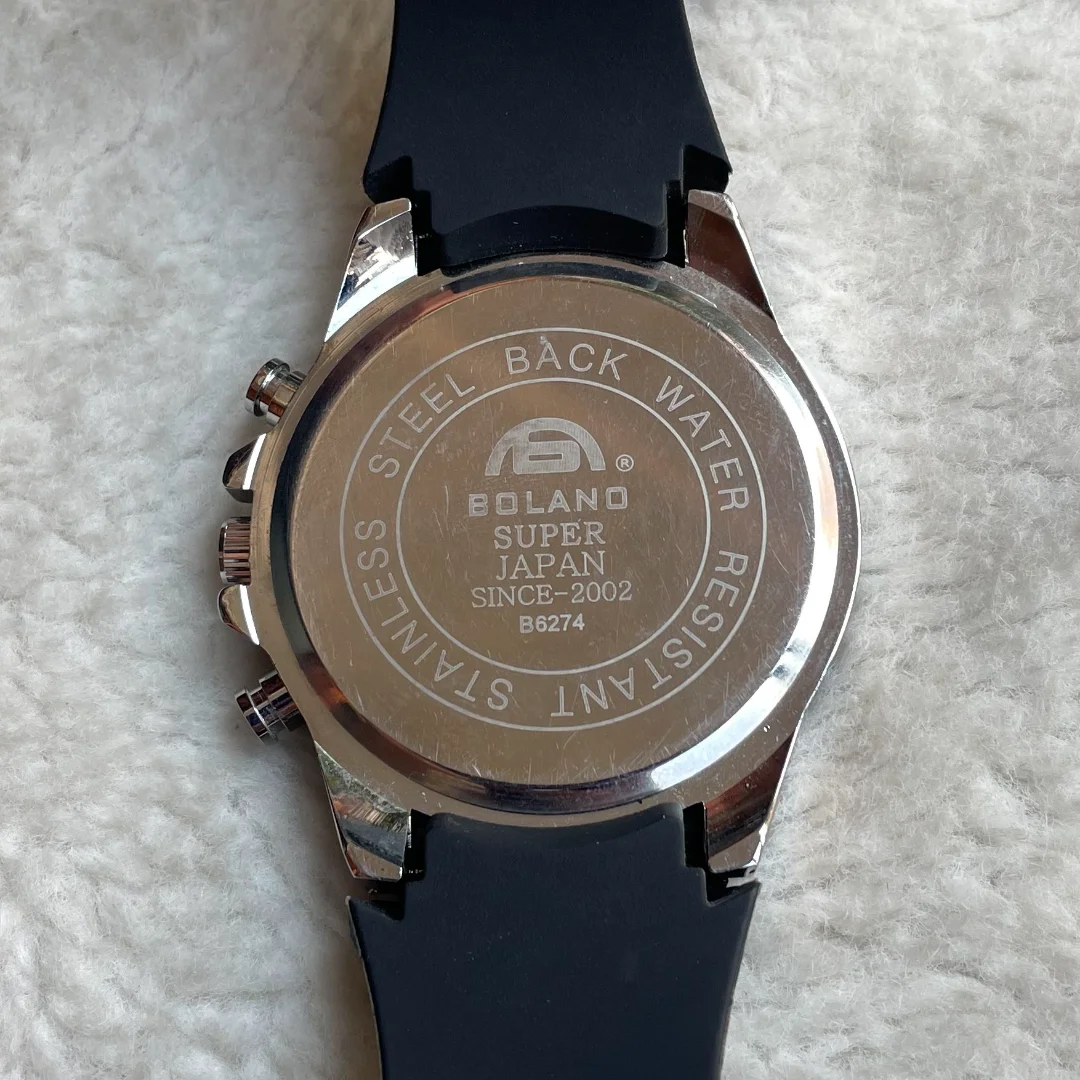 STAINLESS STEEL BACK WATER RESISTANT
®
BOLANO
SUPER
JAPAN
SINCE-2002
B6274